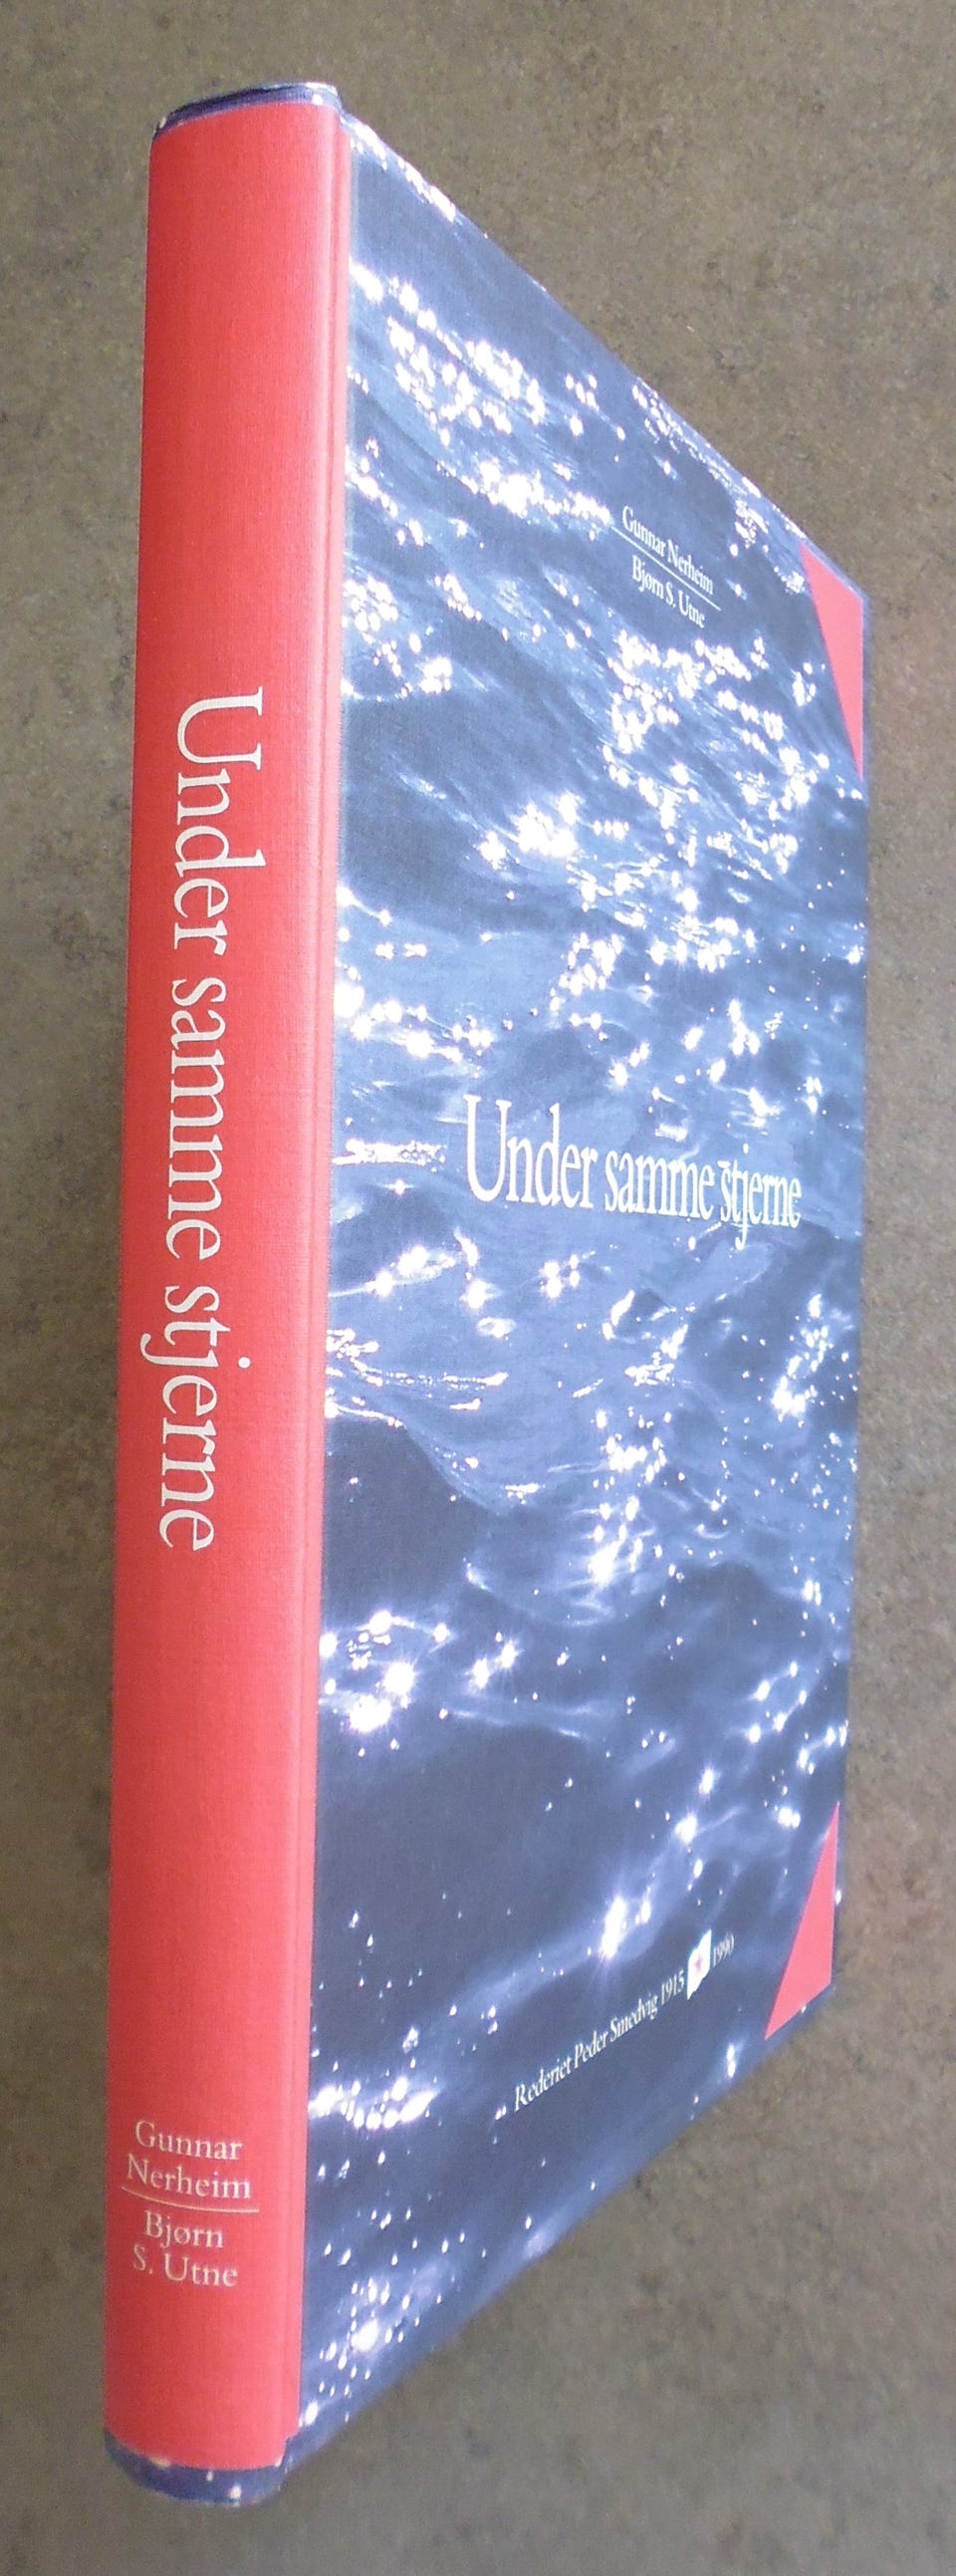 Under samme stjerne
Gunnar
Nerheim
Bjørn
S. Utne
Gunnar Nerheim
Bjørn S. Utne
Under samme stjerne
Rederiet Peder Smedvig 1915 1990